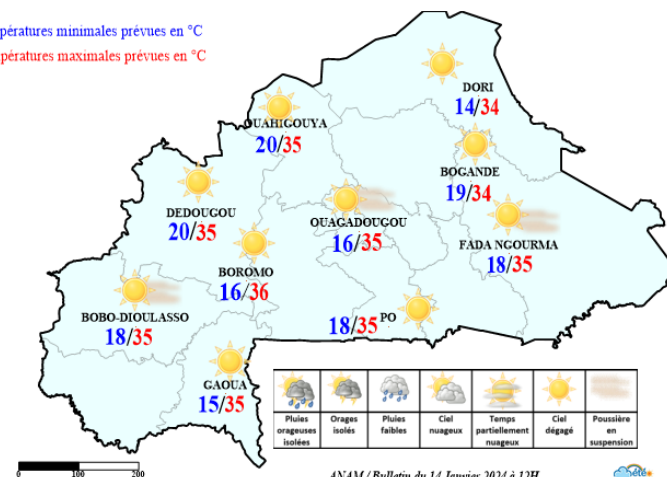 pératures minimales prévues en °C
pératures maximales prévues en °C
DORI
14/34
OUAHIGOUYA
20/35
BOGANDE
19/34
DEDOUGOU
20/35
OUAGADOUGOU
16/35
FADA NGOURMA
18/35
BOROMO
16/36
BOBO-DIOULASSO
18/35
PO
18/35
GAOUA
15/35
Pluies orageuses isolées
Orages isolés
Pluies faibles
Ciel nuageux
Temps partiellement nuageux
Ciel dégagé
Poussière en suspension
0 100 200
ANAM / Bulletin du 14 Janvier 2024 à 12H
été